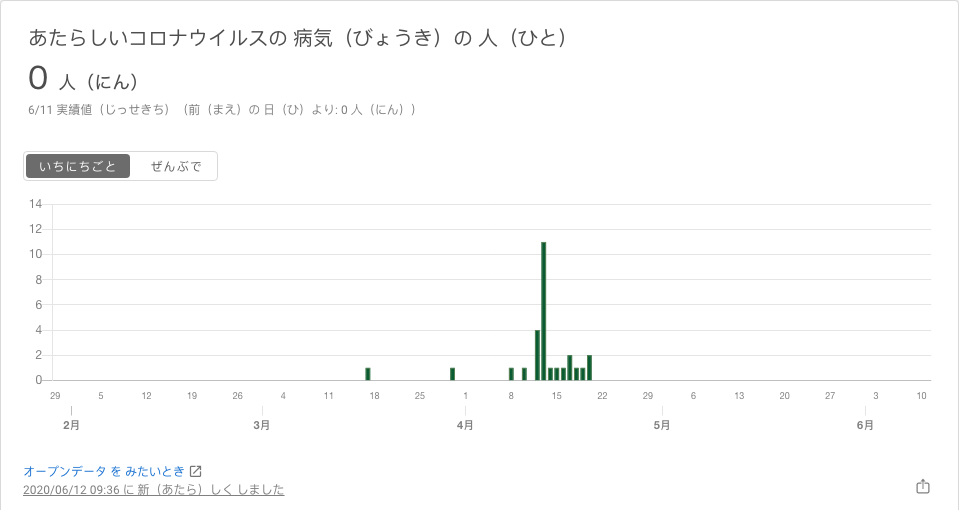 あたらしいコロナウイルスの 病気（びょうき）の 人（ひと）
0 人（にん）
6/11 実績値（じっせきち）（前（まえ）の 日（ひ）より: 0 人（にん））
いちにちごと ぜんぶで
14
12
10
8
6
4
2
0
29 5 12 19 26 4 11 18 25 1 8 15 22 29 6 13 20 27 3 10
2月 3月 4月 5月 6月
オープンデータ を みたいとき
2020/06/12 09:36 に 新（あたら）しく しました